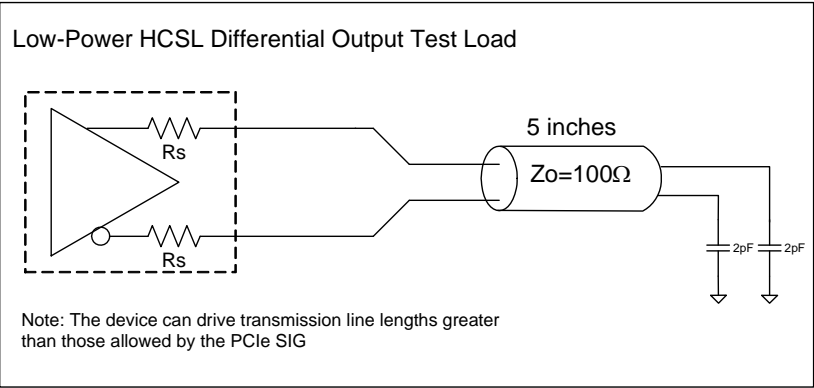 Low-Power HCSL Differential Output Test Load
Rs
Rs
5 inches
Zo=100Ω
2pF
2pF
Note: The device can drive transmission line lengths greater
than those allowed by the PCIe SIG